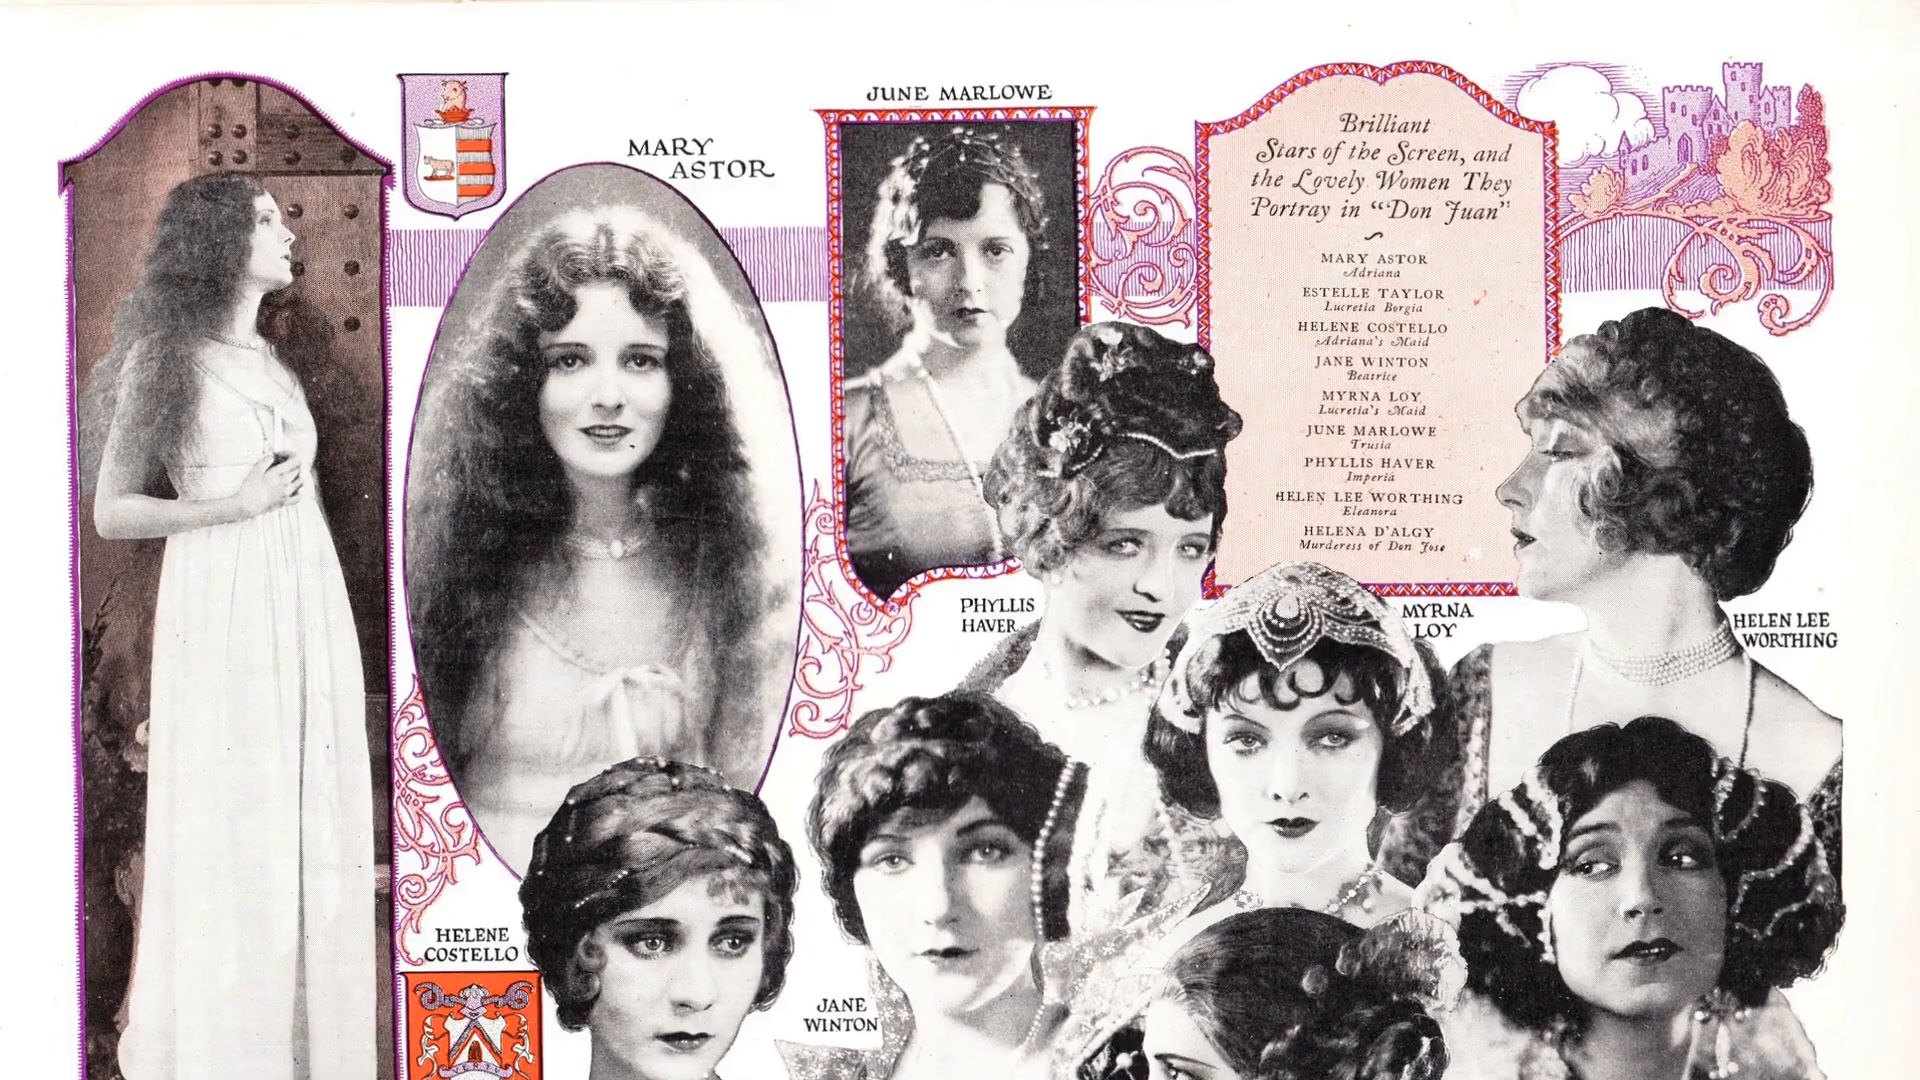 JUNE MARLOWE
MARY
ASTOR
Brilliant
Stars of the Screen, and
the Lovely Women They
Portray in “Don Juan”
MARY ASTOR
Adriana
ESTELLE TAYLOR
Lucretia Borgia
HELENE COSTELLO
Adriana's Maid
JANE WINTON
Beatrice
MYRNA LOY
Lucretia's Maid
JUNE MARLOWE
Trusia
PHYLLIS HAVER
Imperia
HELEN LEE WORTHING
Eleanora
HELENA D'ALGY
Murderess of Don Jose
PHYLLIS
HAVER
MYRNA
LOY
HELEN LEE
WORTHING
HELENE
COSTELLO
JANE
WINTON